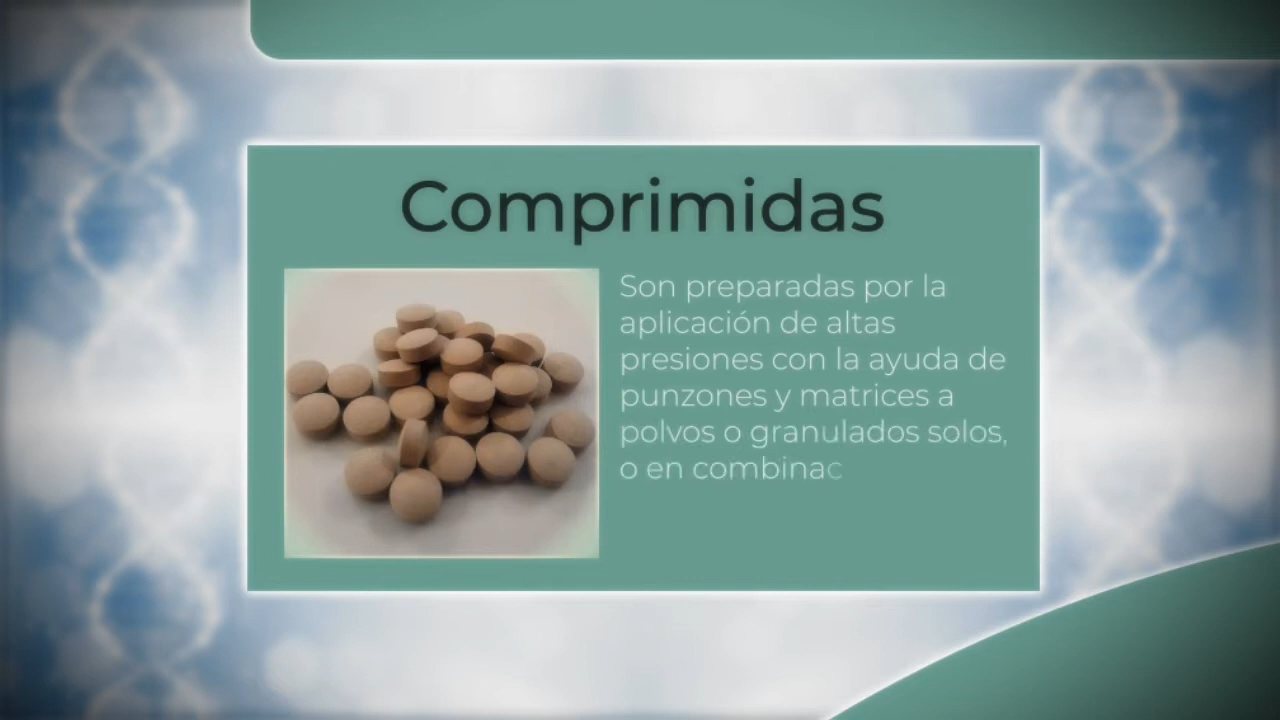 Comprimidas
Son preparadas por la
aplicación de altas
presiones con la ayuda de
punzones y matrices a
polvos o granulados solos,
o en combinac